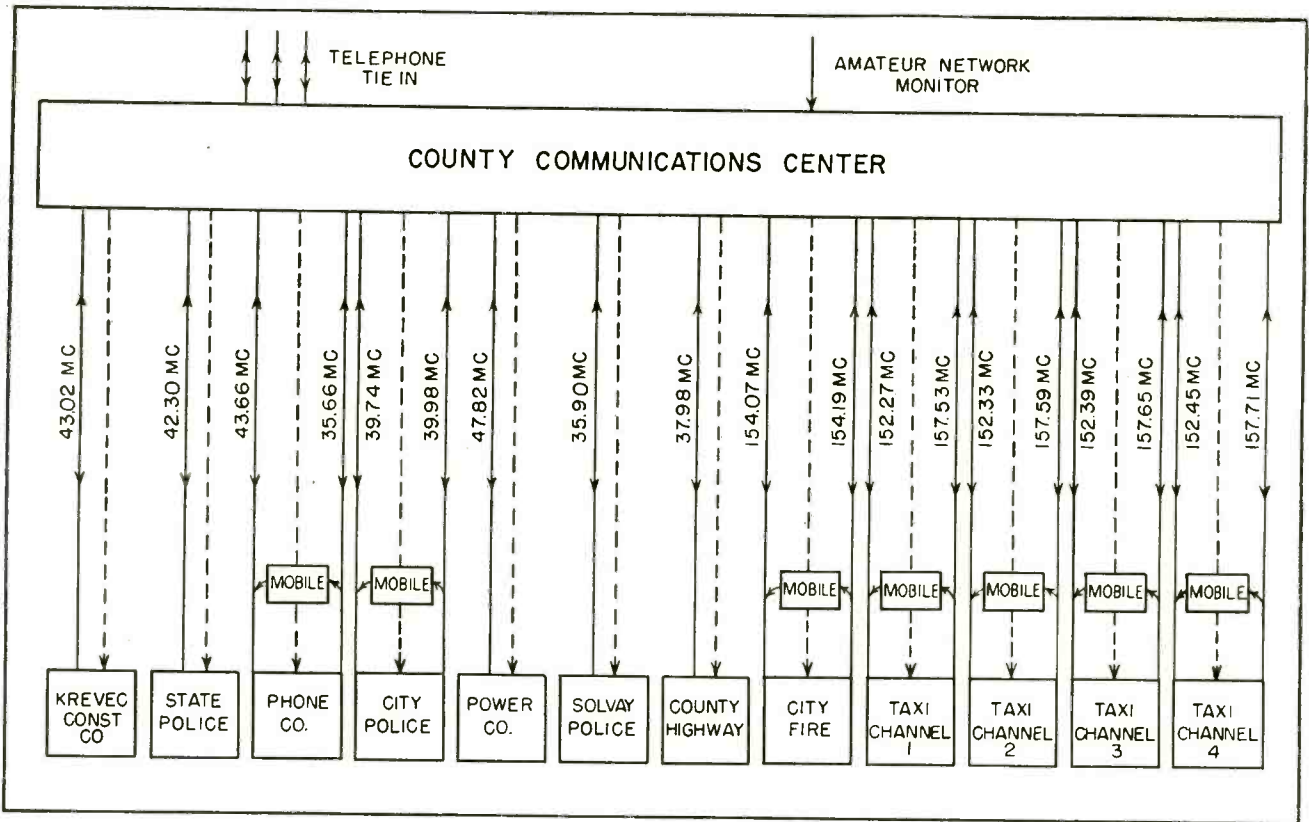 TELEPHONE
TIE IN
AMATEUR NETWORK
MONITOR
COUNTY COMMUNICATIONS CENTER
43.02 MC
42.30 MC
43.66 MC
35.66 MC
39.74 MC
39.98 MC
47.82 MC
35.90 MC
37.98 MC
154.07 MC
154.19 MC
152.27 MC
157.53 MC
152.33 MC
157.59 MC
152.39 MC
157.65 MC
152.45 MC
157.71 MC
MOBILE
MOBILE
MOBILE
MOBILE
MOBILE
MOBILE
MOBILE
KREVEC
CONST
CO
STATE
POLICE
PHONE
CO.
CITY
POLICE
POWER
CO.
SOLVAY
POLICE
COUNTY
HIGHWAY
CITY
FIRE
TAXI
CHANNEL
1
TAXI
CHANNEL
2
TAXI
CHANNEL
3
TAXI
CHANNEL
4